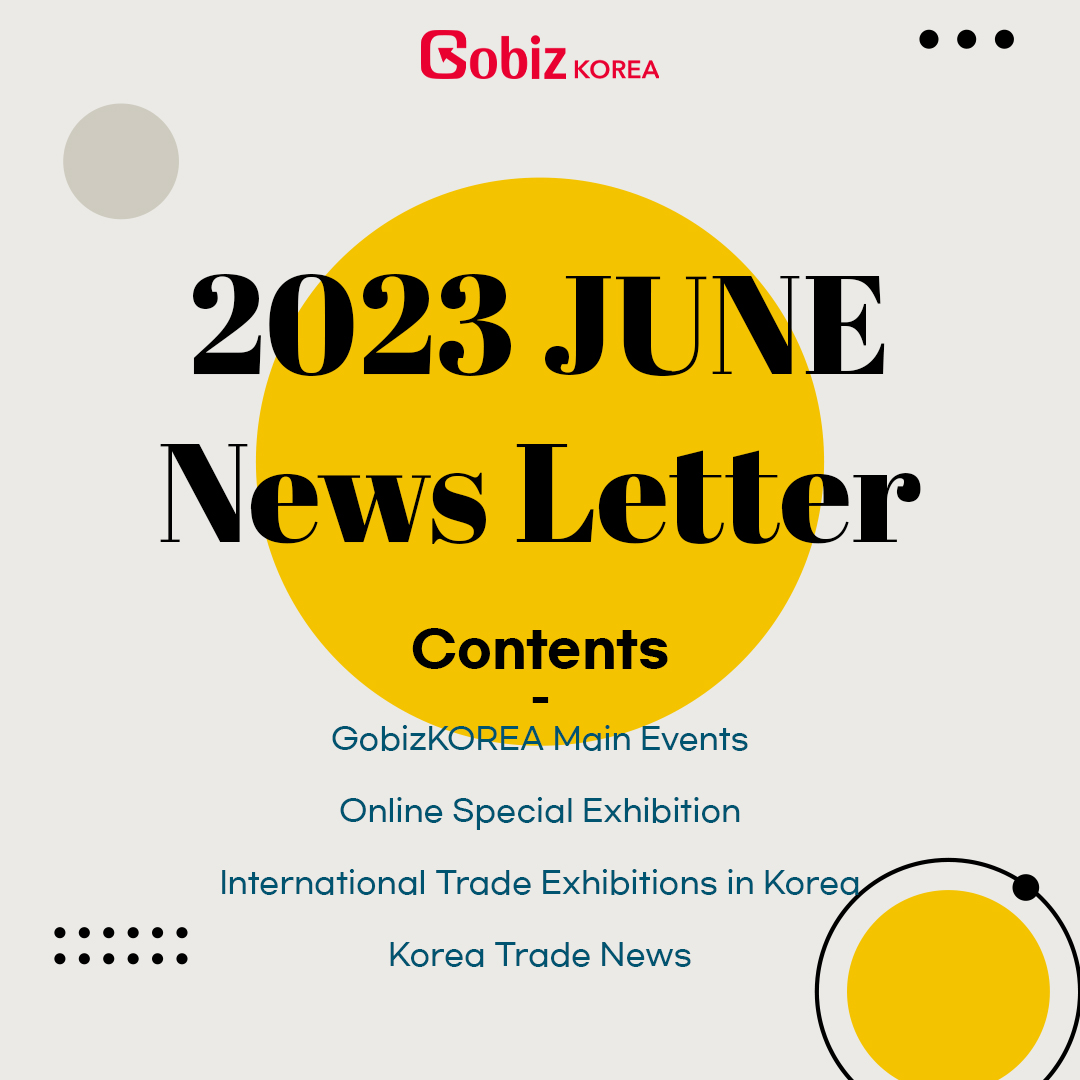 Gobiz KOREA
2023 JUNE
News Letter
Contents
-
GobizKOREA Main Events
Online Special Exhibition
International Trade Exhibitions in Korea
Korea Trade News